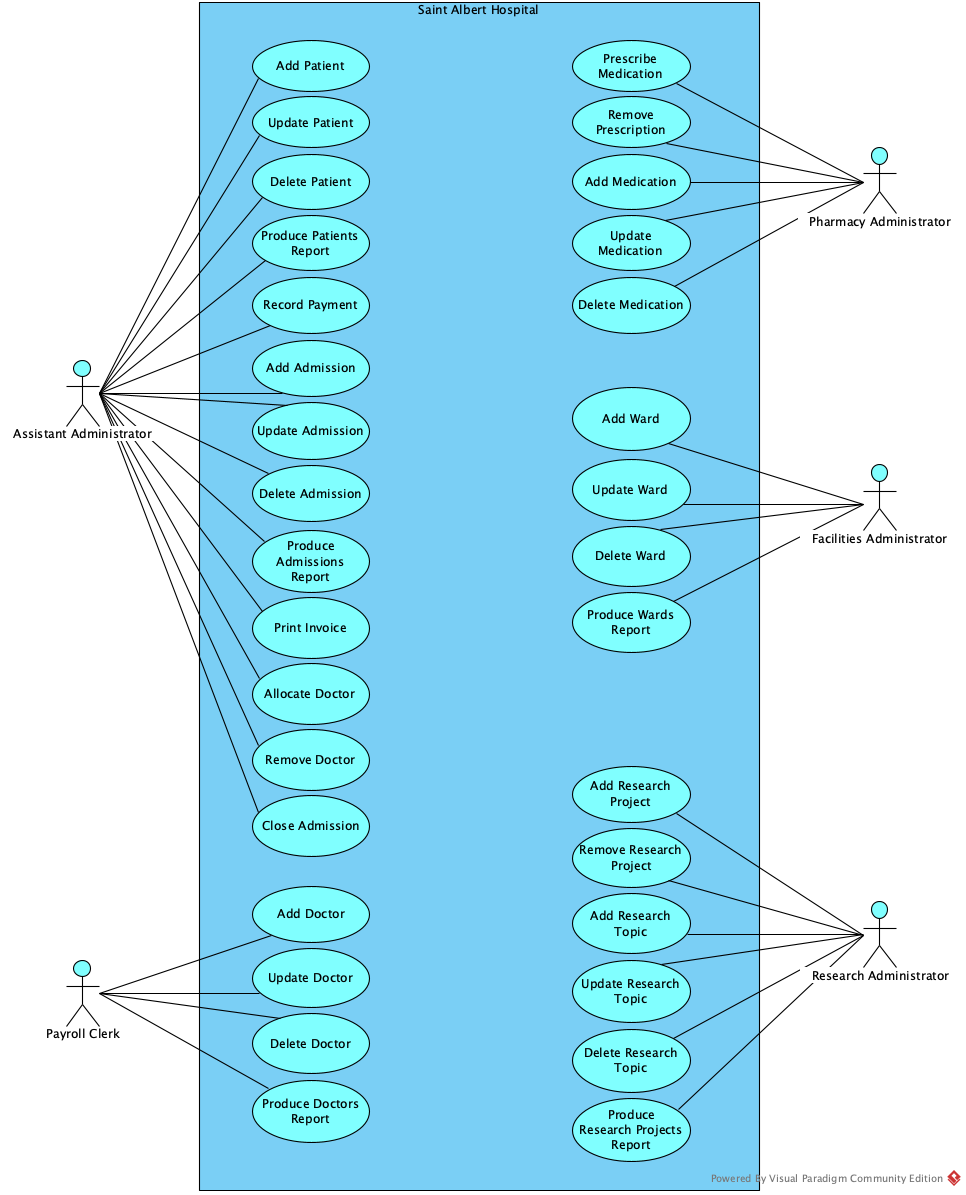 Saint Albert Hospital
Add Patient
Update Patient
Delete Patient
Produce Patients
Report
Record Payment
Add Admission
Update Admission
Delete Admission
Produce
Admissions
Report
Print Invoice
Allocate Doctor
Remove Doctor
Close Admission
Assistant Administrator
Add Doctor
Update Doctor
Delete Doctor
Produce Doctors
Report
Payroll Clerk
Prescribe
Medication
Remove
Prescription
Add Medication
Update
Medication
Delete Medication
Pharmacy Administrator
Add Ward
Update Ward
Delete Ward
Produce Wards
Report
Facilities Administrator
Add Research
Project
Remove Research
Project
Add Research
Topic
Update Research
Topic
Delete Research
Topic
Produce
Research Projects
Report
Research Administrator
Powered By Visual Paradigm Community Edition